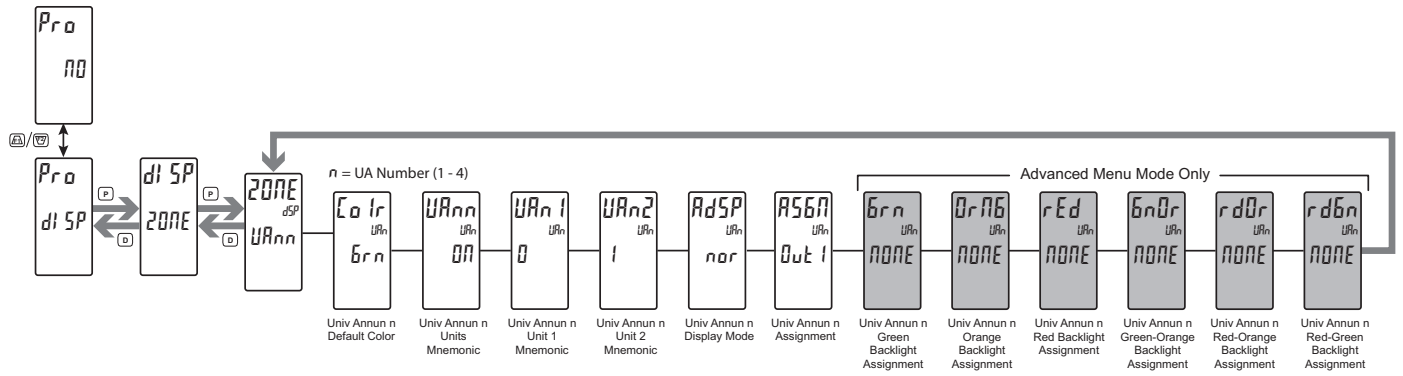 Pro
NO
Pro
dISP
P
D
dISP
ZONE
P
D
ZONE
dSP
UAnn
n = UA Number (1 - 4)
Colr
UAn
Grn
Univ Annun n
Default Color
UAnn
UAn
ON
Univ Annun n
Units
Mnemonic
UAn1
UAn
0
Univ Annun n
Unit 1
Mnemonic
UAn2
UAn
1
Univ Annun n
Unit 2
Mnemonic
AdSP
UAn
nor
Univ Annun n
Display Mode
ASGN
UAn
Out1
Univ Annun n
Assignment
Advanced Menu Mode Only
Grn
UAn
NONE
Univ Annun n
Green
Backlight
Assignment
OrNG
UAn
NONE
Univ Annun n
Orange
Backlight
Assignment
rEd
UAn
NONE
Univ Annun n
Red Backlight
Assignment
GnOr
UAn
NONE
Univ Annun n
Green-Orange
Backlight
Assignment
rdOr
UAn
NONE
Univ Annun n
Red-Orange
Backlight
Assignment
rdGn
UAn
NONE
Univ Annun n
Red-Green
Backlight
Assignment